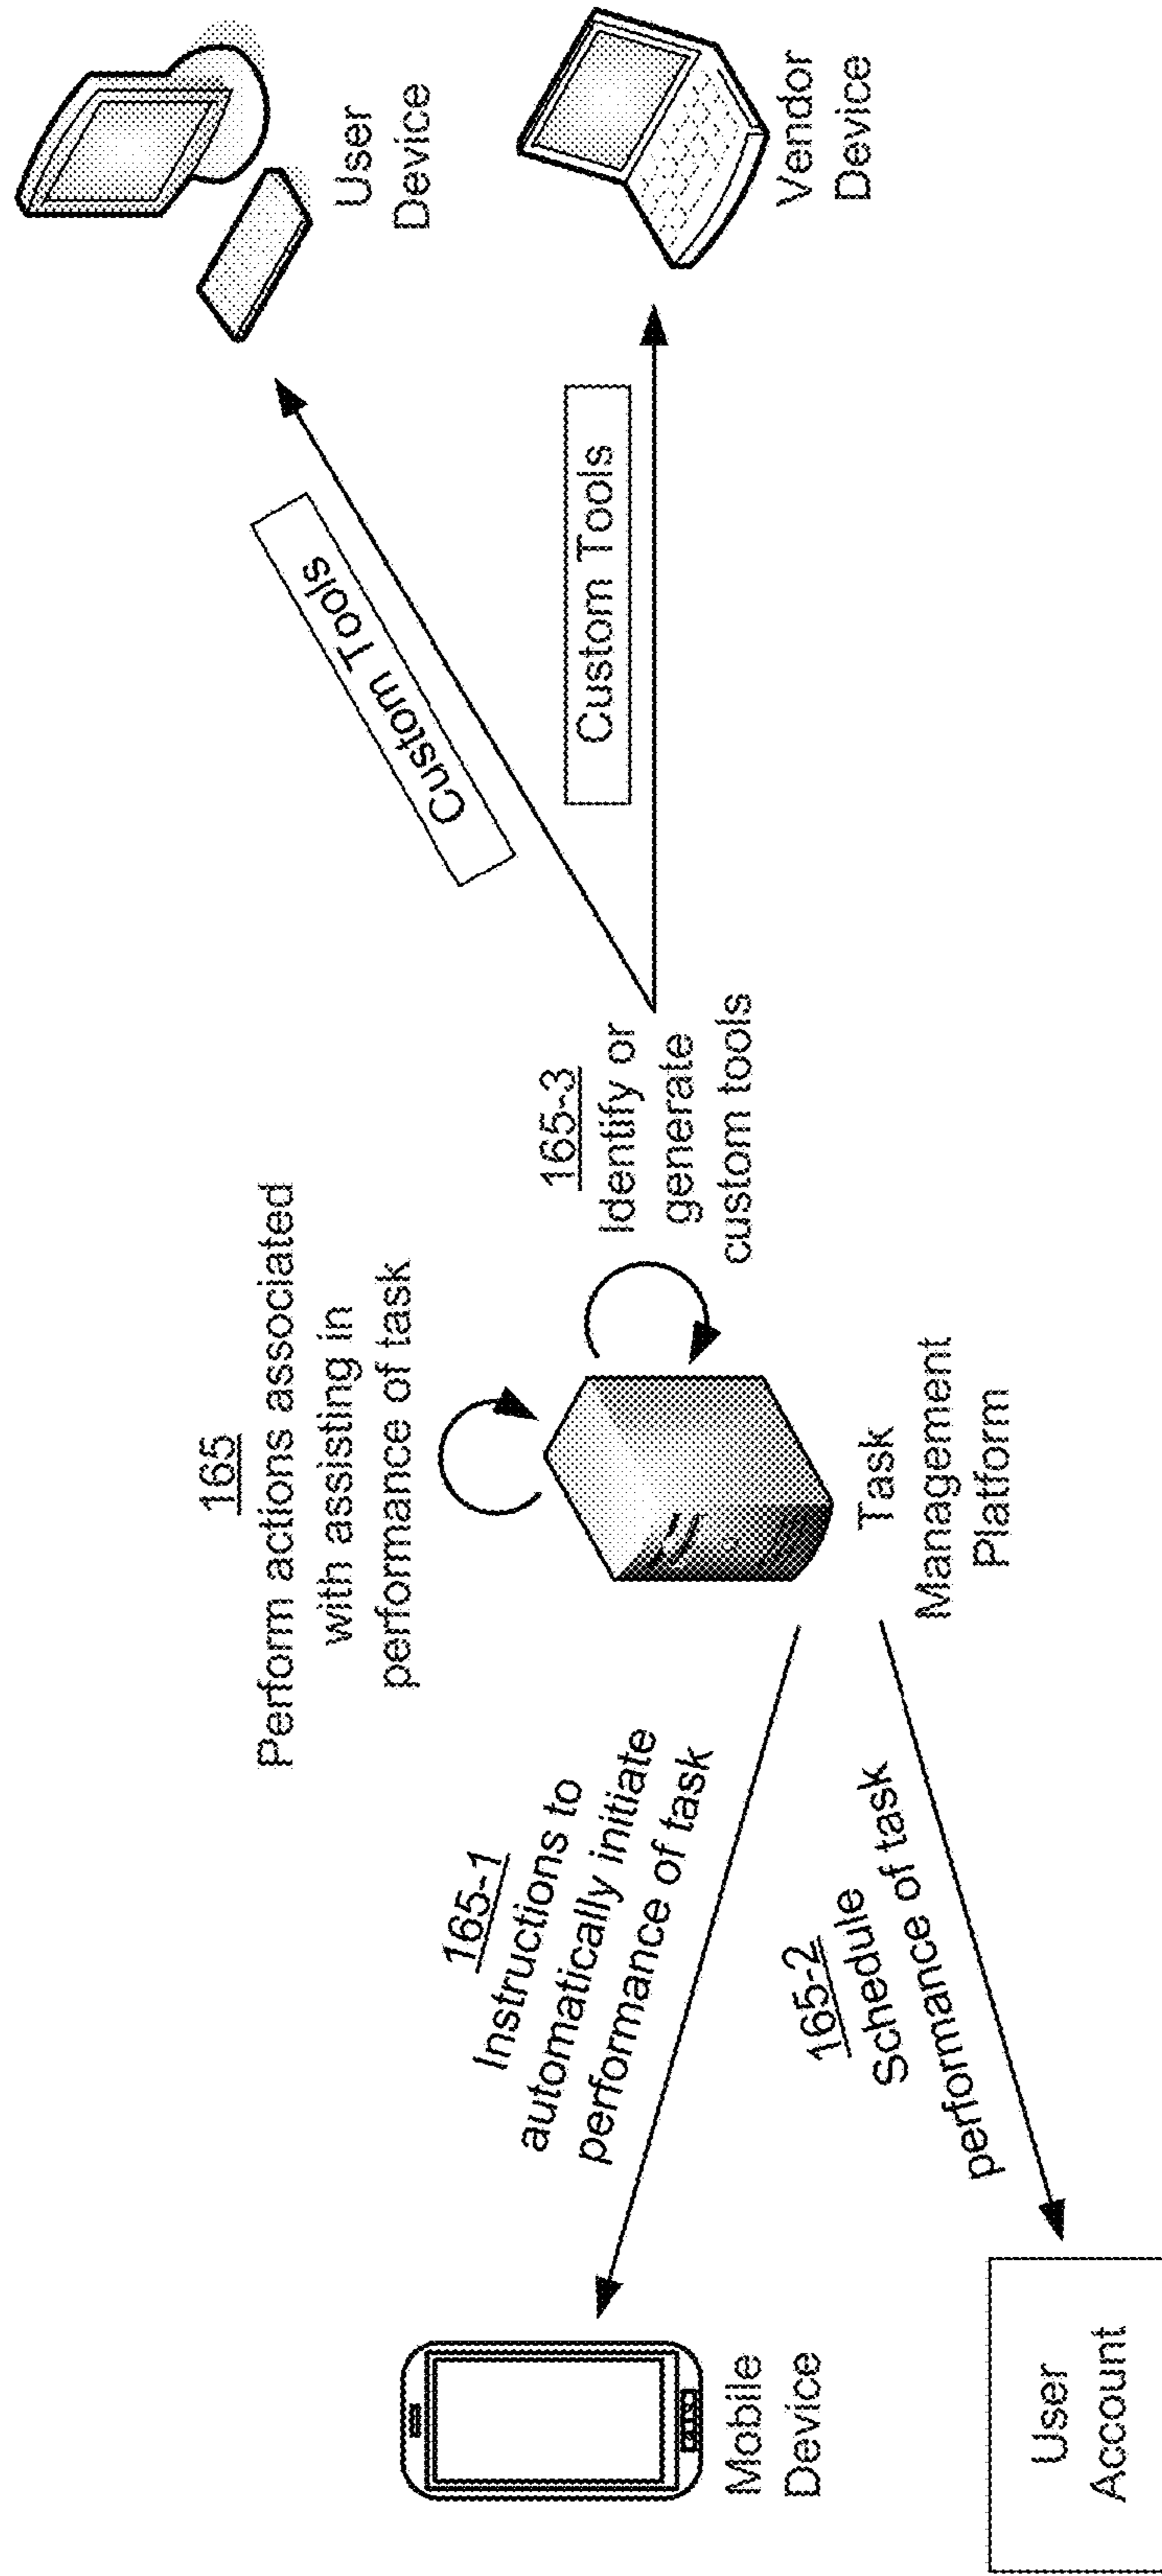 165
Perform actions associated
with assisting in
performance of task
165-1
Instructions to
automatically initiate
performance of task
165-2
Schedule
performance of task
165-3
Identify or
generate
custom tools
Custom Tools
Custom Tools
User
Device
Vendor
Device
Task
Management
Platform
Mobile
Device
User
Account